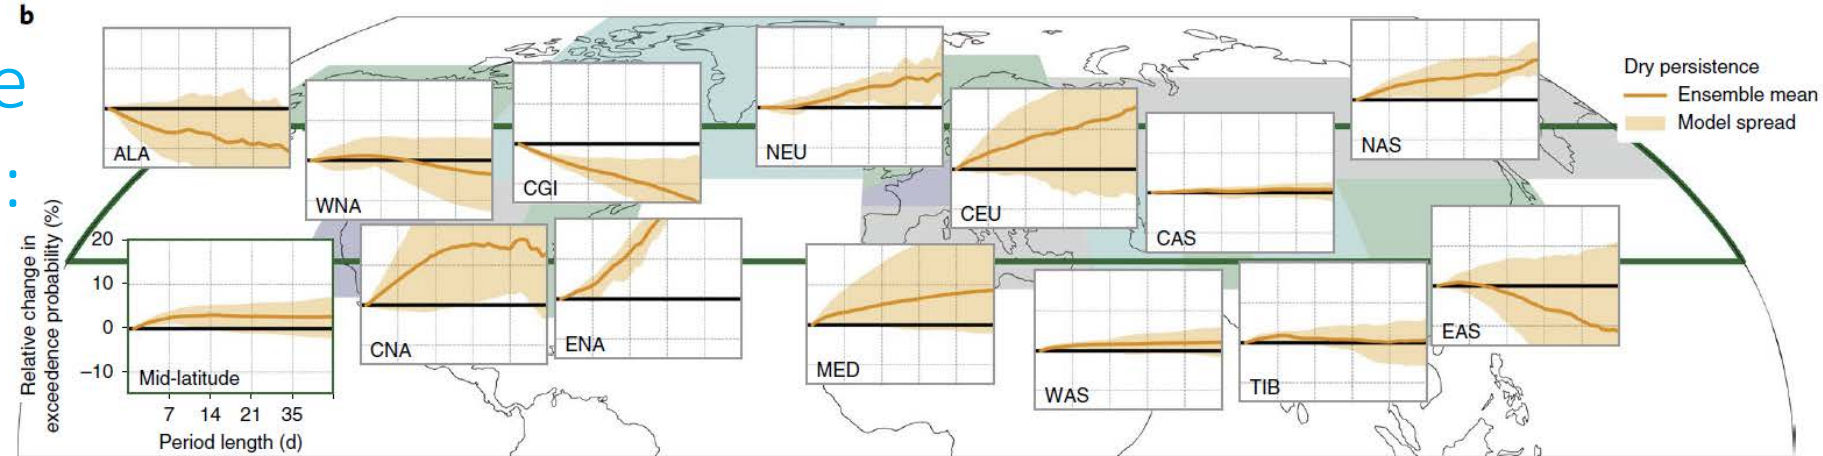 b
e
:
ALA
WNA
CGI
NEU
CEU
CAS
NAS
Dry persistence
Ensemble mean
Model spread
Relative change in
exceedence probability (%)
20
10
0
−10
Mid-latitude
7 14 21 35
Period length (d)
CNA
ENA
MED
WAS
TIB
EAS